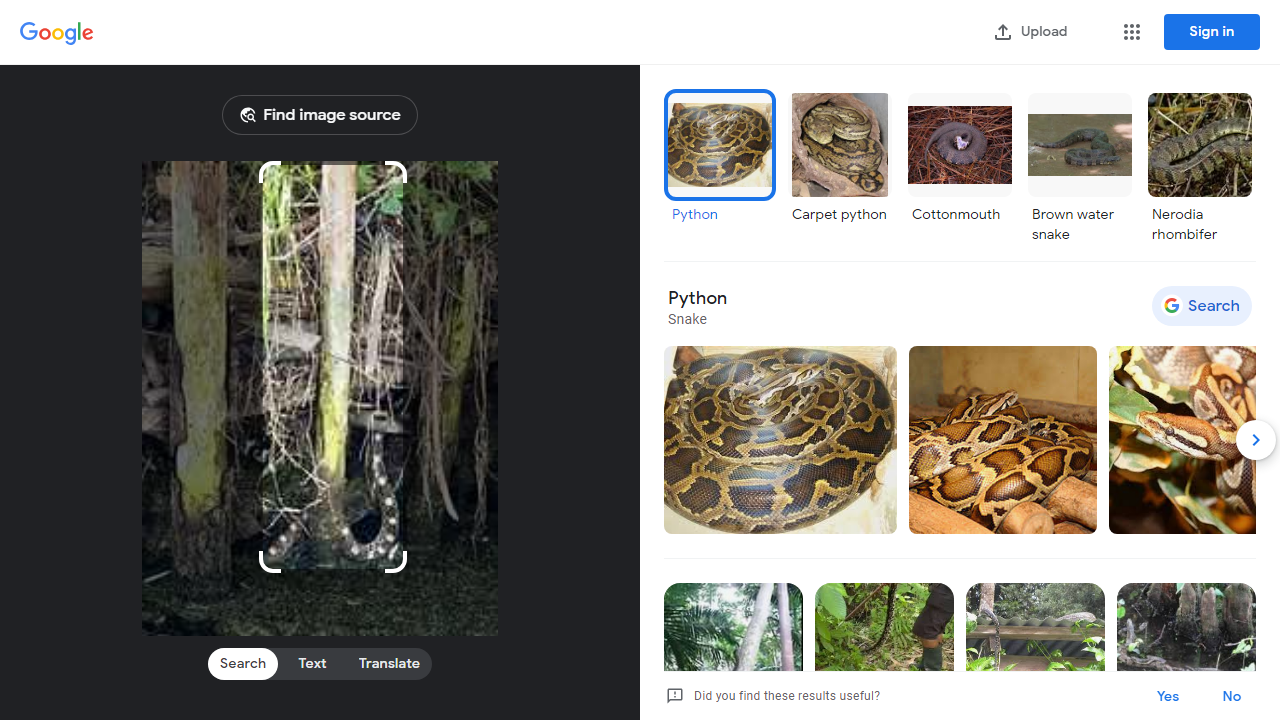 Google
Upload
Sign in
Find image source
Search
Text
Translate
Python
Carpet python
Cottonmouth
Brown water
snake
Nerodia
rhombifer
Python
Snake
Search
Did you find these results useful?
Yes
No